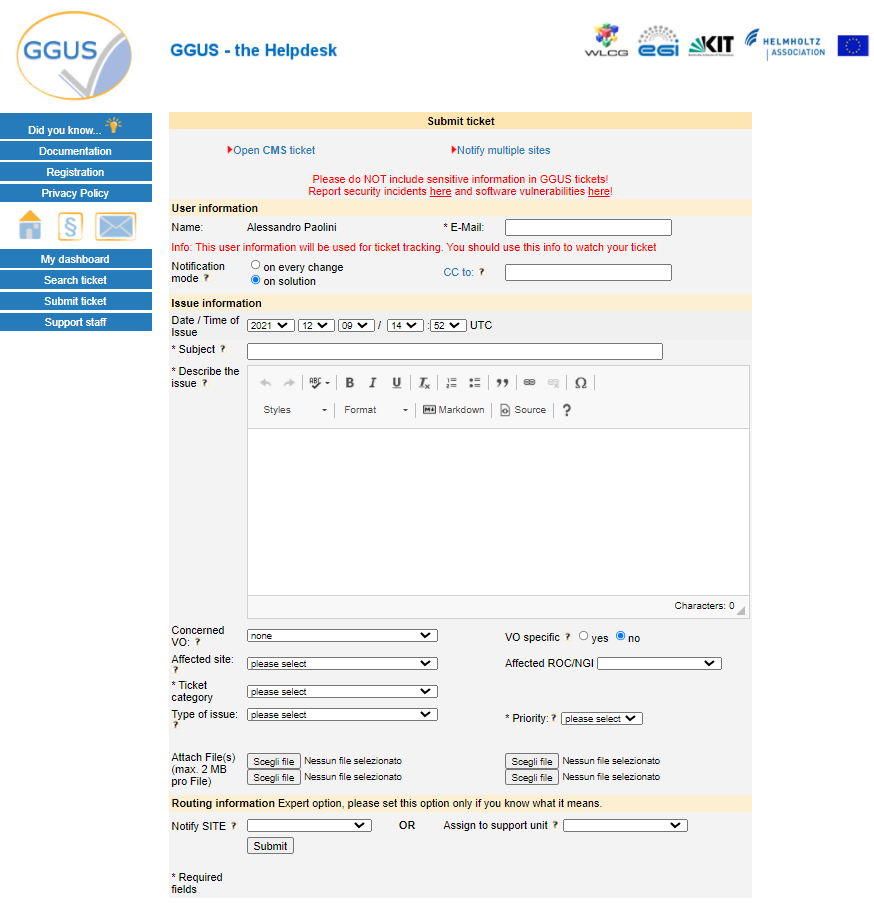 GGUS
GGUS - the Helpdesk
WLCG
egi
KIT
HELMHOLTZ
ASSOCIATION
Did you know...
Documentation
Registration
Privacy Policy
§
My dashboard
Search ticket
Submit ticket
Support staff
Submit ticket
Open CMS ticket Notify multiple sites
Please do NOT include sensitive information in GGUS tickets!
Report security incidents here and software vulnerabilities here!
User information
Name: Alessandro Paolini * E-Mail:
Info: This user information will be used for ticket tracking. You should use this info to watch your ticket
Notification mode ? on every change
on solution
CC to: ?
Issue information
Date / Time of Issue 2021 12 09 / 14 : 52 UTC
* Subject ?
* Describe the issue ?
ABC B I U Tx Ω
Styles Format Markdown Source ?
Characters: 0
Concerned VO: ? none VO specific ? yes no
Affected site: ? please select Affected ROC/NGI
* Ticket category please select
Type of issue: ? please select * Priority: ? please select
Attach File(s) (max. 2 MB pro File)
Scegli file Nessun file selezionato Scegli file Nessun file selezionato
Scegli file Nessun file selezionato Scegli file Nessun file selezionato
Routing information Expert option, please set this option only if you know what it means.
Notify SITE ? OR Assign to support unit ?
Submit
* Required fields